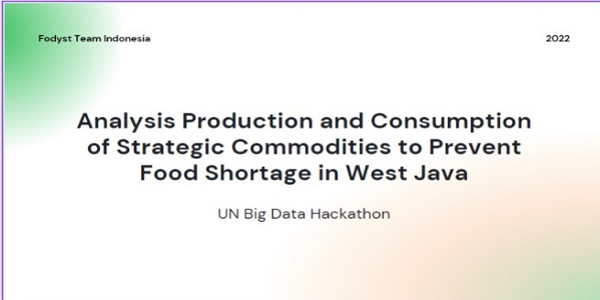 Fodyst Team Indonesia
2022
Analysis Production and Consumption
of Strategic Commodities to Prevent
Food Shortage in West Java
UN Big Data Hackathon